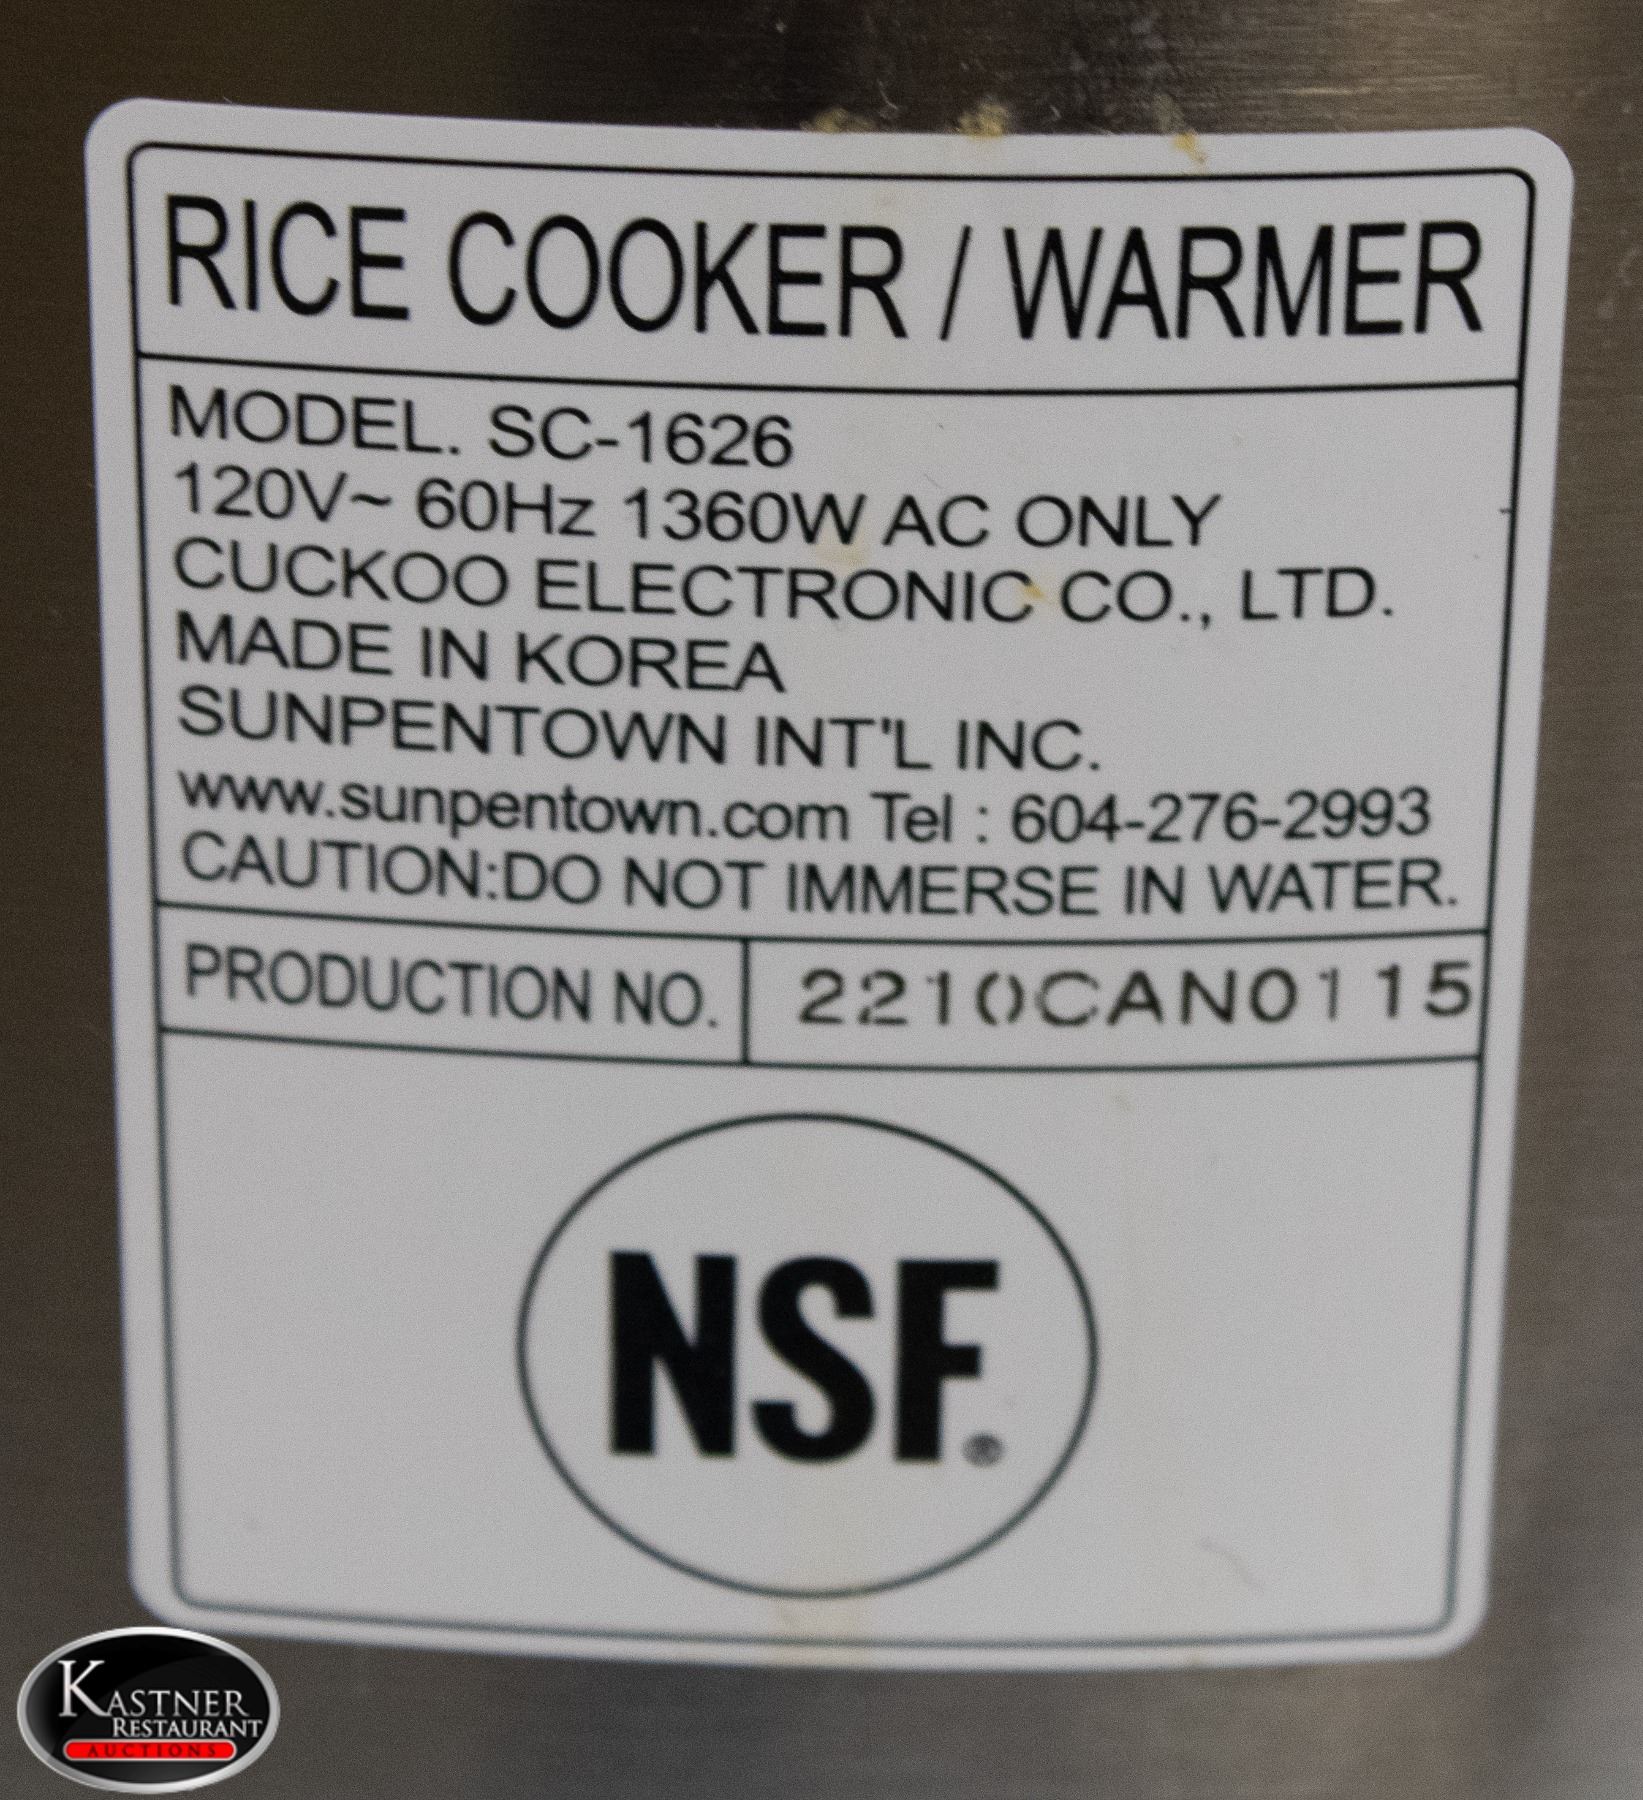 RICE COOKER / WARMER
MODEL. SC-1626
120V~ 60Hz 1360W AC ONLY
CUCKOO ELECTRONIC CO., LTD.
MADE IN KOREA
SUNPENTOWN INT'L INC.
www.sunpentown.com Tel : 604-276-2993
CAUTION:DO NOT IMMERSE IN WATER.
PRODUCTION NO. 2210CAN0115
NSF®
KASTNER
RESTAURANT
AUCTIONS